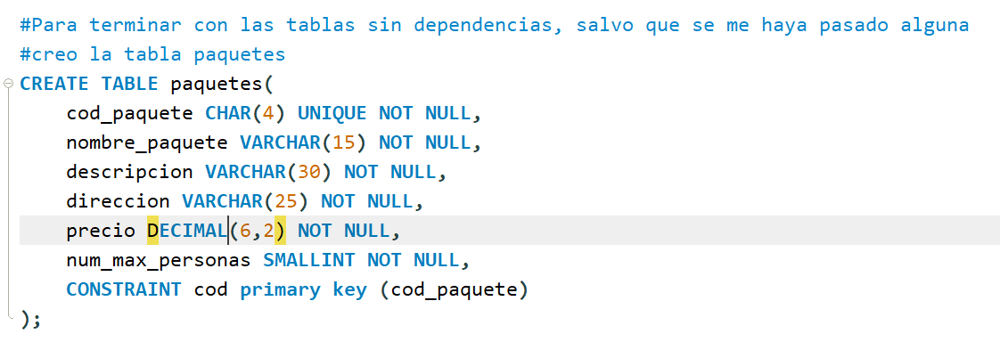 #Para terminar con las tablas sin dependencias, salvo que se me haya pasado alguna
#creo la tabla paquetes
CREATE TABLE paquetes(
    cod_paquete CHAR(4) UNIQUE NOT NULL,
    nombre_paquete VARCHAR(15) NOT NULL,
    descripcion VARCHAR(30) NOT NULL,
    direccion VARCHAR(25) NOT NULL,
    precio DECIMAL(6,2) NOT NULL,
    num_max_personas SMALLINT NOT NULL,
    CONSTRAINT cod primary key (cod_paquete)
);